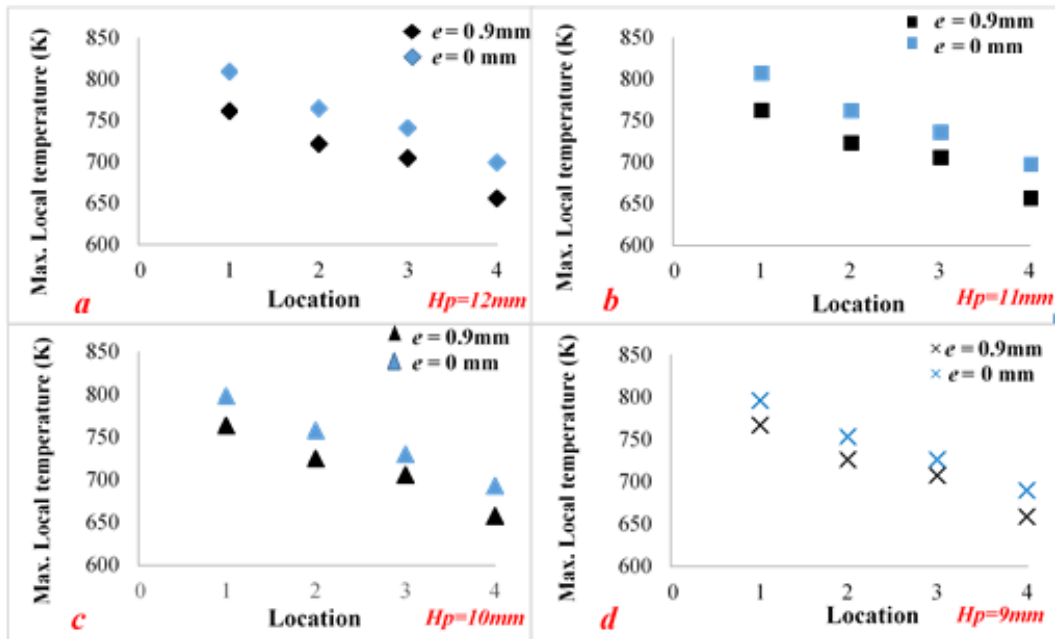 Max. Local temperature (K)
850
800
750
700
650
600
0
1
2
3
4
Location
e = 0 .9mm
e = 0 mm
a
Hp=12mm
Max. Local temperature (K)
850
800
750
700
650
600
0
1
2
3
4
Location
e = 0.9mm
e = 0 mm
b
Hp=11mm
Max. Local temperature (K)
850
800
750
700
650
600
0
1
2
3
4
Location
e = 0.9mm
e = 0 mm
c
Hp=10mm
Max. Local temperature (K)
850
800
750
700
650
600
0
1
2
3
4
Location
e = 0.9mm
e = 0 mm
d
Hp=9mm